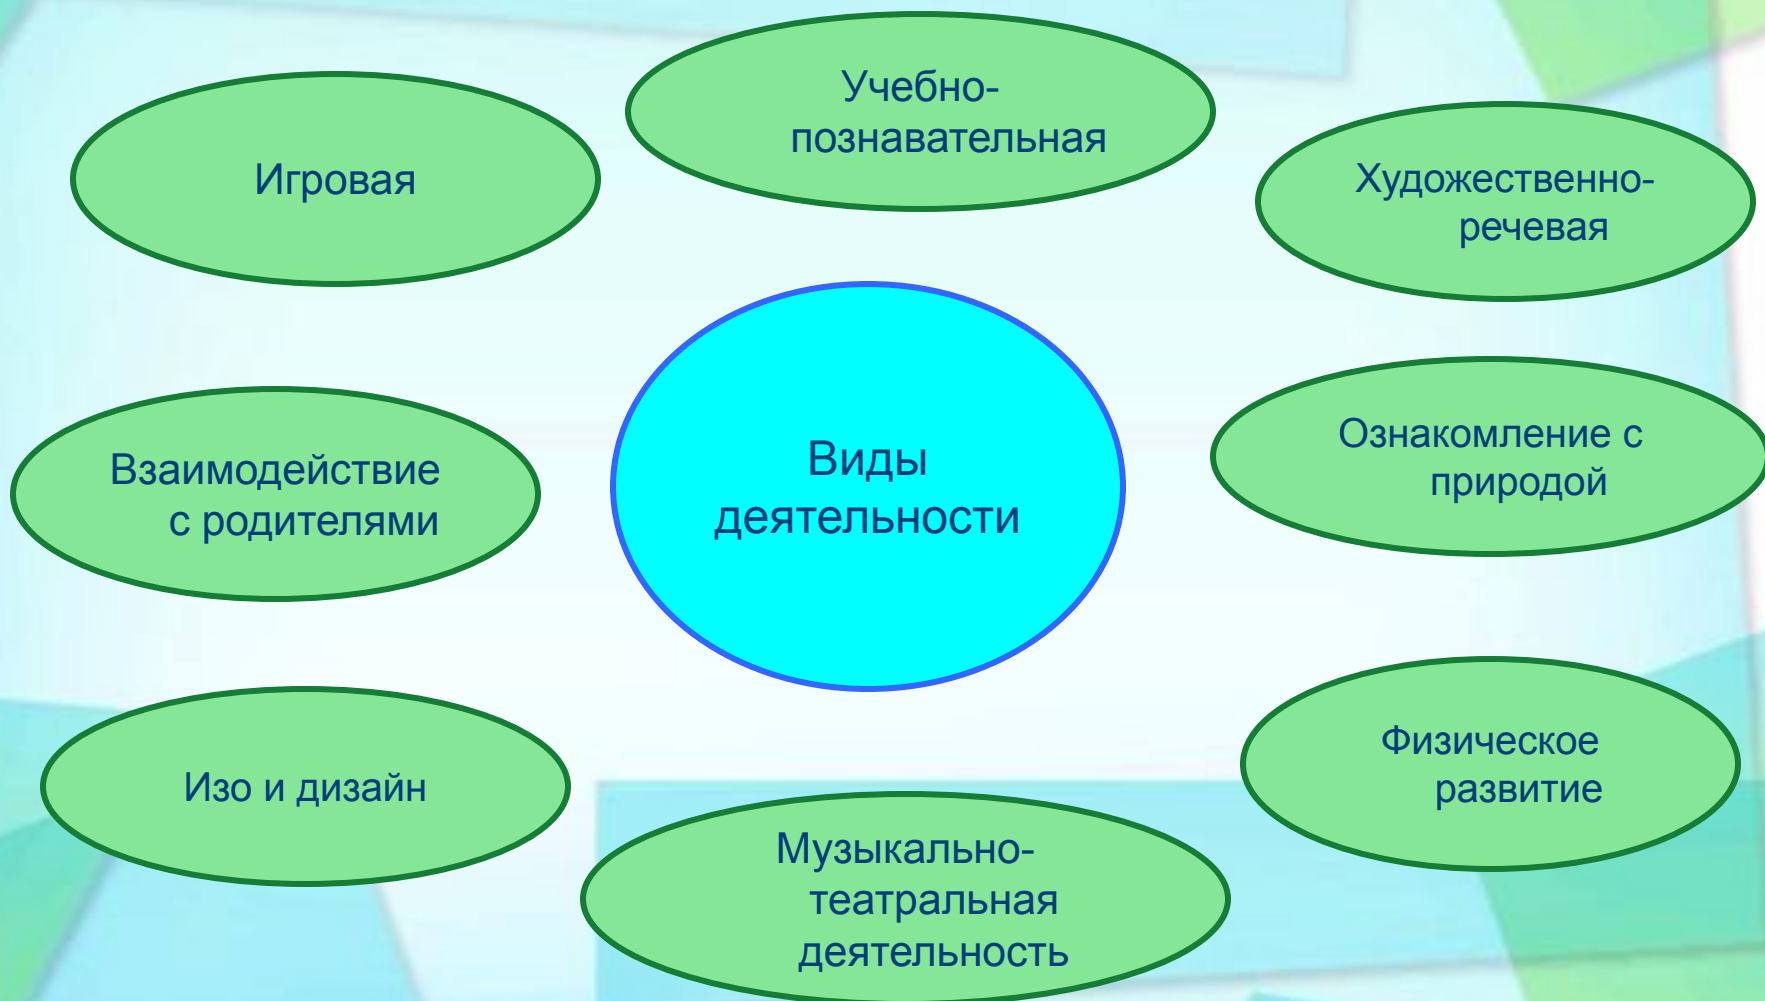 Учебно-
познавательная
Игровая
Художественно-
речевая
Взаимодействие
с родителями
Виды
деятельности
Ознакомление с
природой
Изо и дизайн
Физическое
развитие
Музыкально-
театральная
деятельность